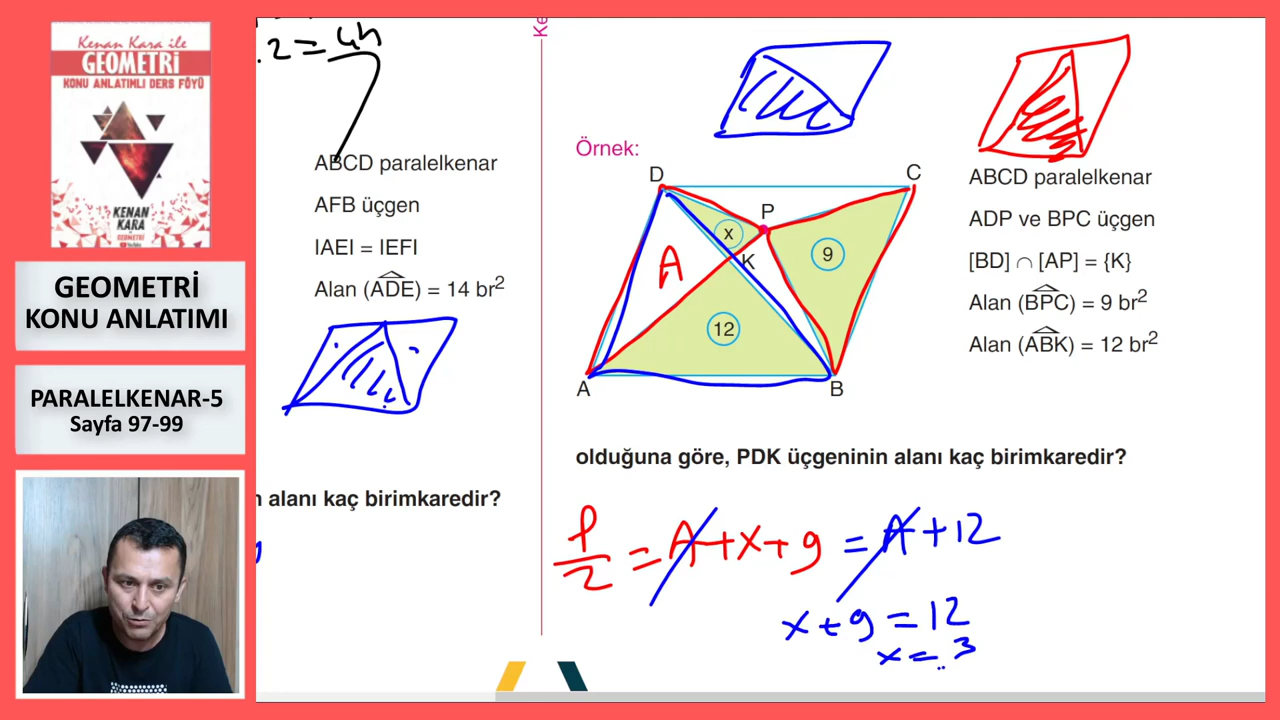 Kenan Kara ile
GEOMETRİ
KONU ANLATIMLI DERS FÖYÜ
KENAN
KARA
GEOMETRİ KONU ANLATIMI
PARALELKENAR-5
Sayfa 97-99
. 2 = 4h
ABCD paralelkenar
AFB üçgen
IAEI = IEFI
Alan (ADE) = 14 br²
alanı kaç birimkaredir?
Ke
Örnek:
D
C
P
x
K
A
9
12
A
B
ABCD paralelkenar
ADP ve BPC üçgen
[BD] ∩ [AP] = {K}
Alan (BPC) = 9 br²
Alan (ABK) = 12 br²
olduğuna göre, PDK üçgeninin alanı kaç birimkaredir?
P/2 = A + x + 9 = A + 12
x + 9 = 12
x = 3